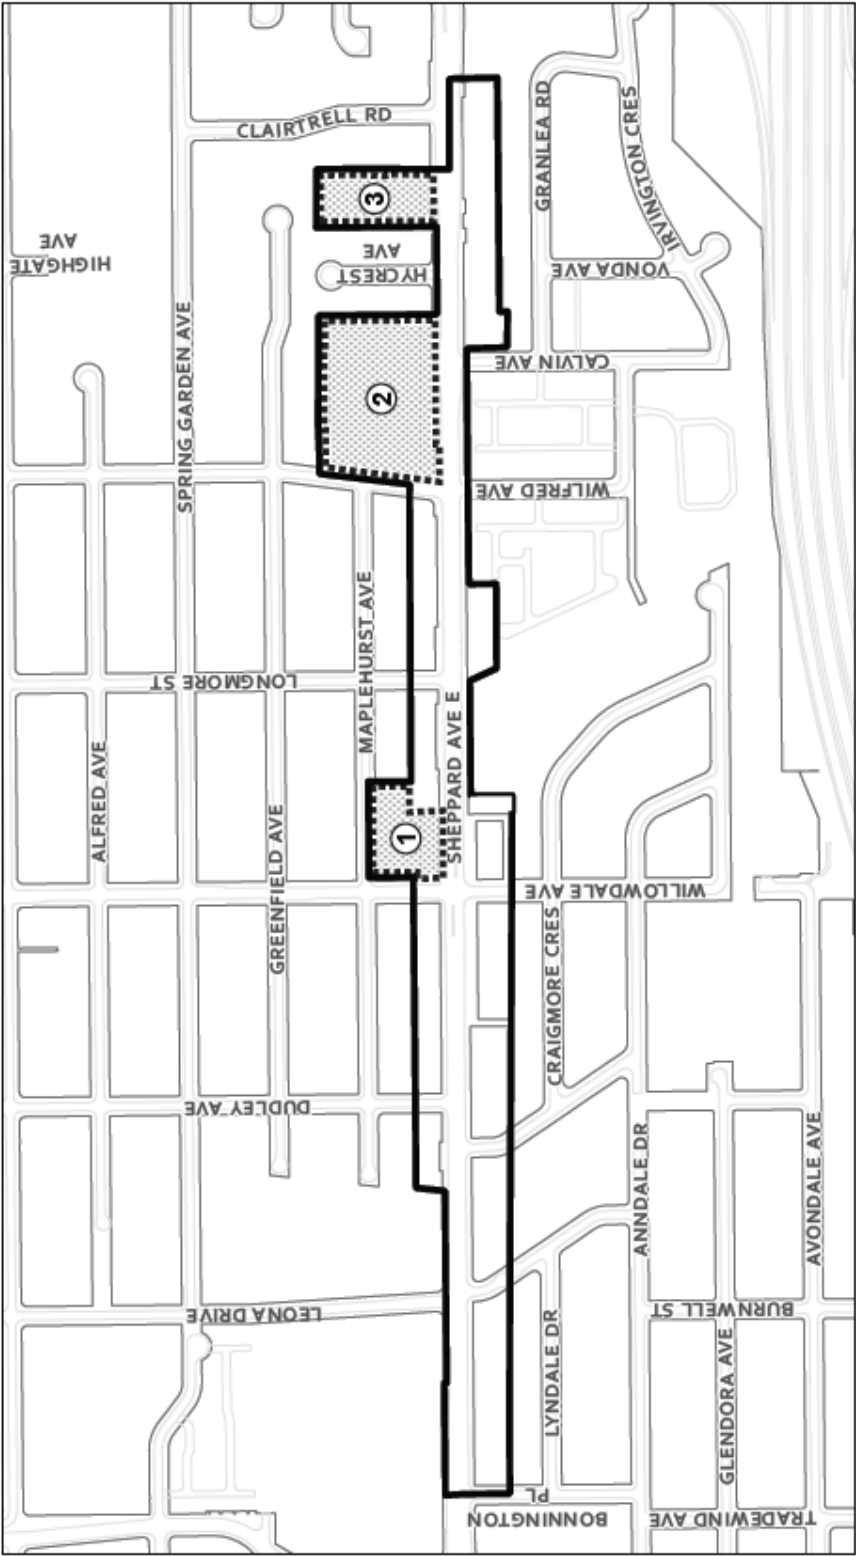 CLAIRTRELL RD
HIGHGATE
AVE
SPRING GARDEN AVE
HYCREST
AVE
3
GRANLEA RD
IRVINGTON CRES
VONDA AVE
2
CALVIN AVE
WILFRED AVE
LONGMORE ST
MAPLEHURST AVE
ALFRED AVE
GREENFIELD AVE
1
SHEPPARD AVE E
WILLOWDALE AVE
CRAIGMORE CRES
DUDLEY AVE
ANNDALE DR
AVONDALE AVE
LEONA DRIVE
BURNWELL ST
LYNDALE DR
GLENDORA AVE
BONNINGTON
PL
TRADEWIND AVE